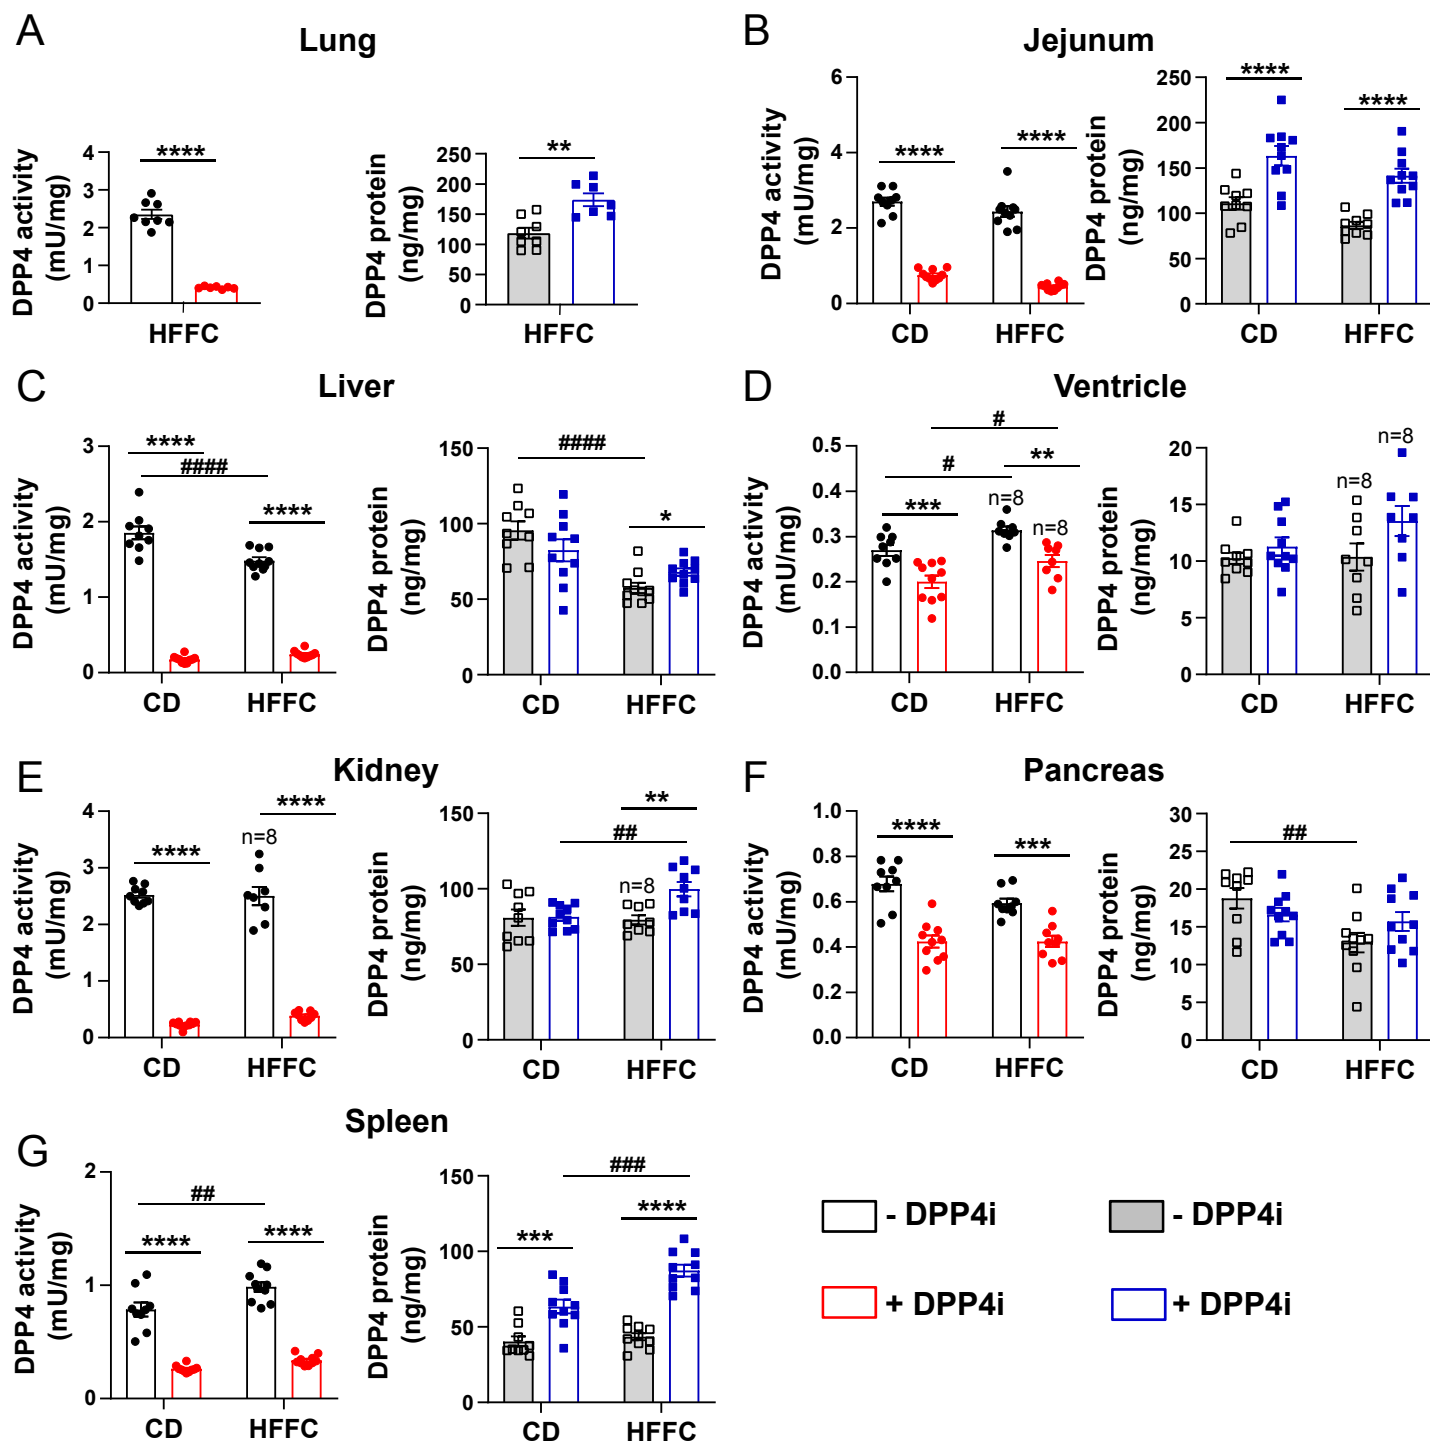 A
Lung
DPP4 activity
(mU/mg)
4
3
2
1
0
****
HFFC
DPP4 protein
(ng/mg)
250
200
150
100
50
0
**
HFFC
B
Jejunum
DPP4 activity
(mU/mg)
6
4
2
0
****
****
CD
HFFC
DPP4 protein
(ng/mg)
250
200
150
100
50
0
****
****
CD
HFFC
C
Liver
DPP4 activity
(mU/mg)
3
2
1
0
****
####
****
CD
HFFC
DPP4 protein
(ng/mg)
150
100
50
0
####
*
CD
HFFC
D
Ventricle
DPP4 activity
(mU/mg)
0.5
0.4
0.3
0.2
0.1
0.0
#
#
**
***
n=8
n=8
CD
HFFC
DPP4 protein
(ng/mg)
20
15
10
5
0
n=8
n=8
CD
HFFC
E
Kidney
DPP4 activity
(mU/mg)
4
3
2
1
0
****
****
n=8
CD
HFFC
DPP4 protein
(ng/mg)
150
100
50
0
**
##
n=8
CD
HFFC
F
Pancreas
DPP4 activity
(mU/mg)
1.0
0.8
0.6
0.4
0.2
0.0
****
***
CD
HFFC
DPP4 protein
(ng/mg)
30
25
20
15
10
5
0
##
CD
HFFC
G
Spleen
DPP4 activity
(mU/mg)
2
1
0
##
****
****
CD
HFFC
DPP4 protein
(ng/mg)
150
100
50
0
###
***
****
CD
HFFC
- DPP4i
- DPP4i
+ DPP4i
+ DPP4i